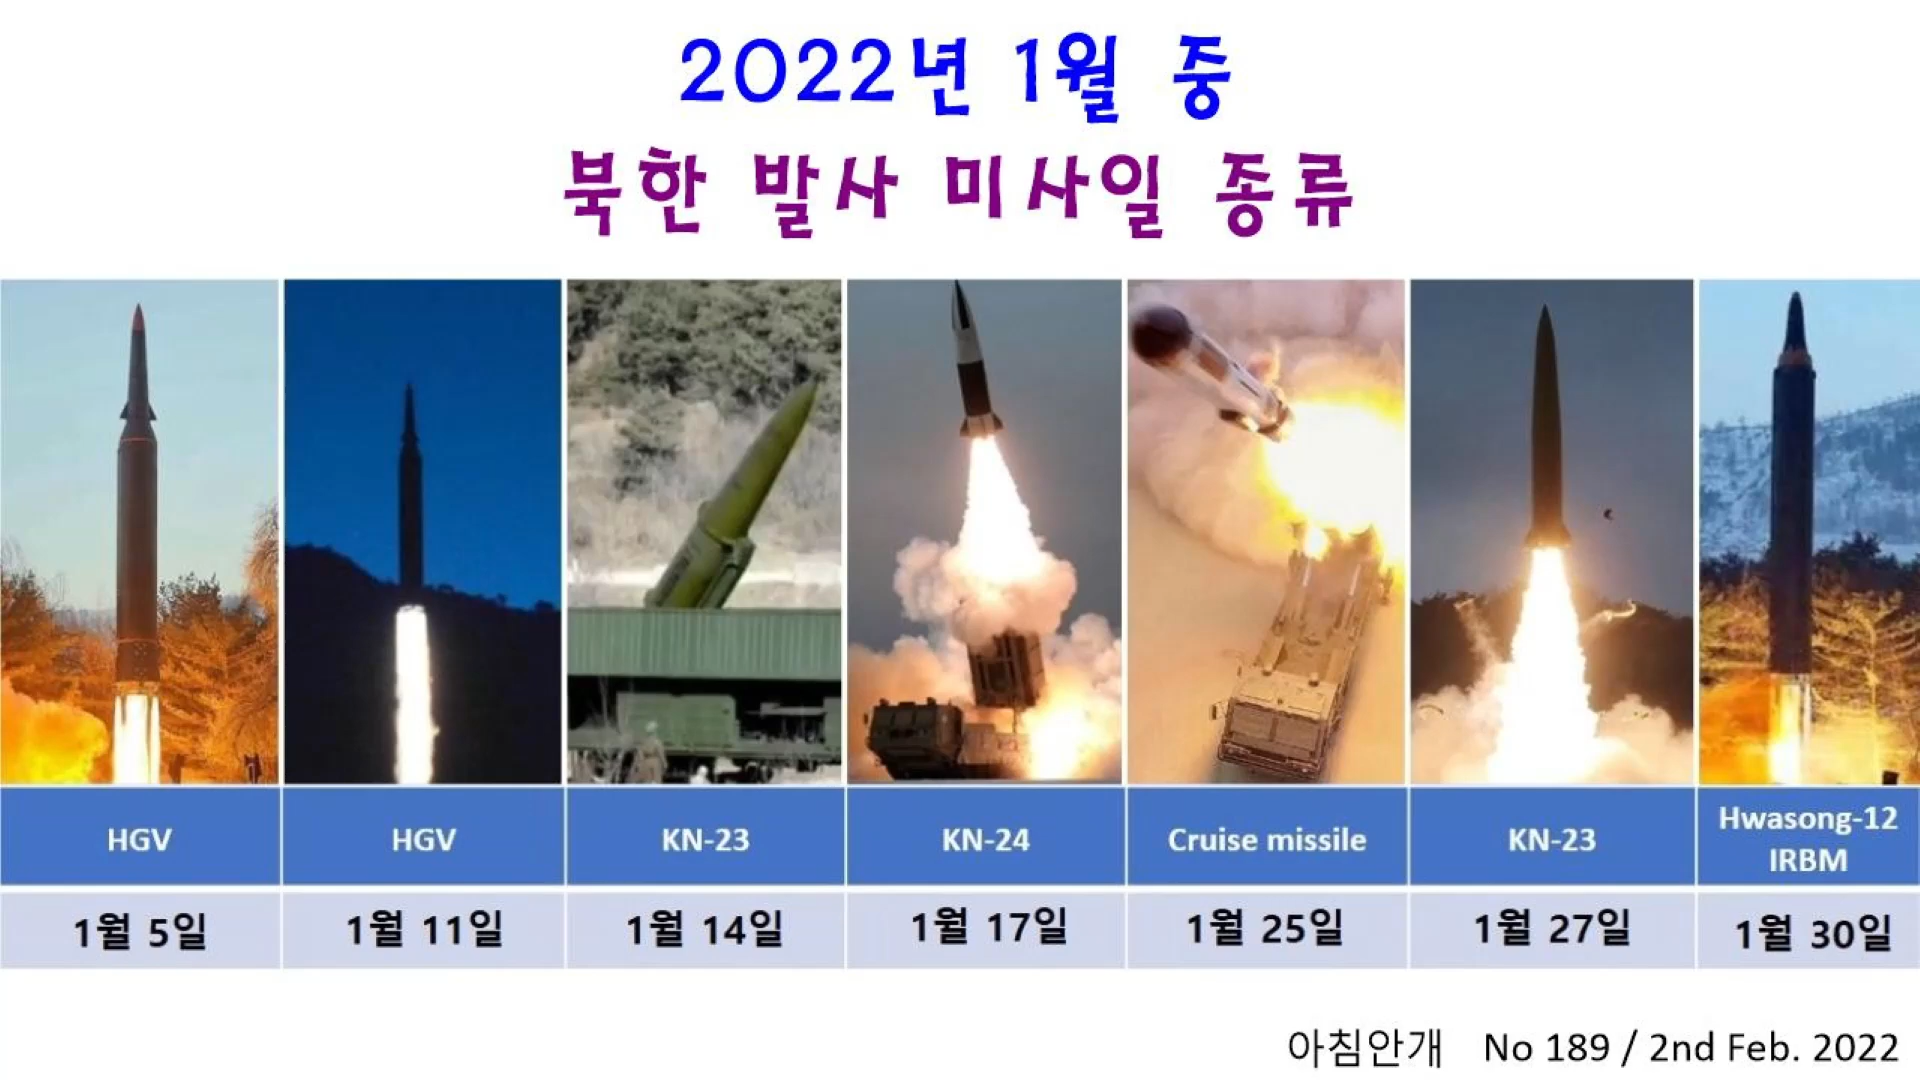 2022년 1월 중
북한 발사 미사일 종류
HGV
HGV
KN-23
KN-24
Cruise missile
KN-23
Hwasong-12
IRBM
1월 5일
1월 11일
1월 14일
1월 17일
1월 25일
1월 27일
1월 30일
아침안개 No 189 / 2nd Feb. 2022